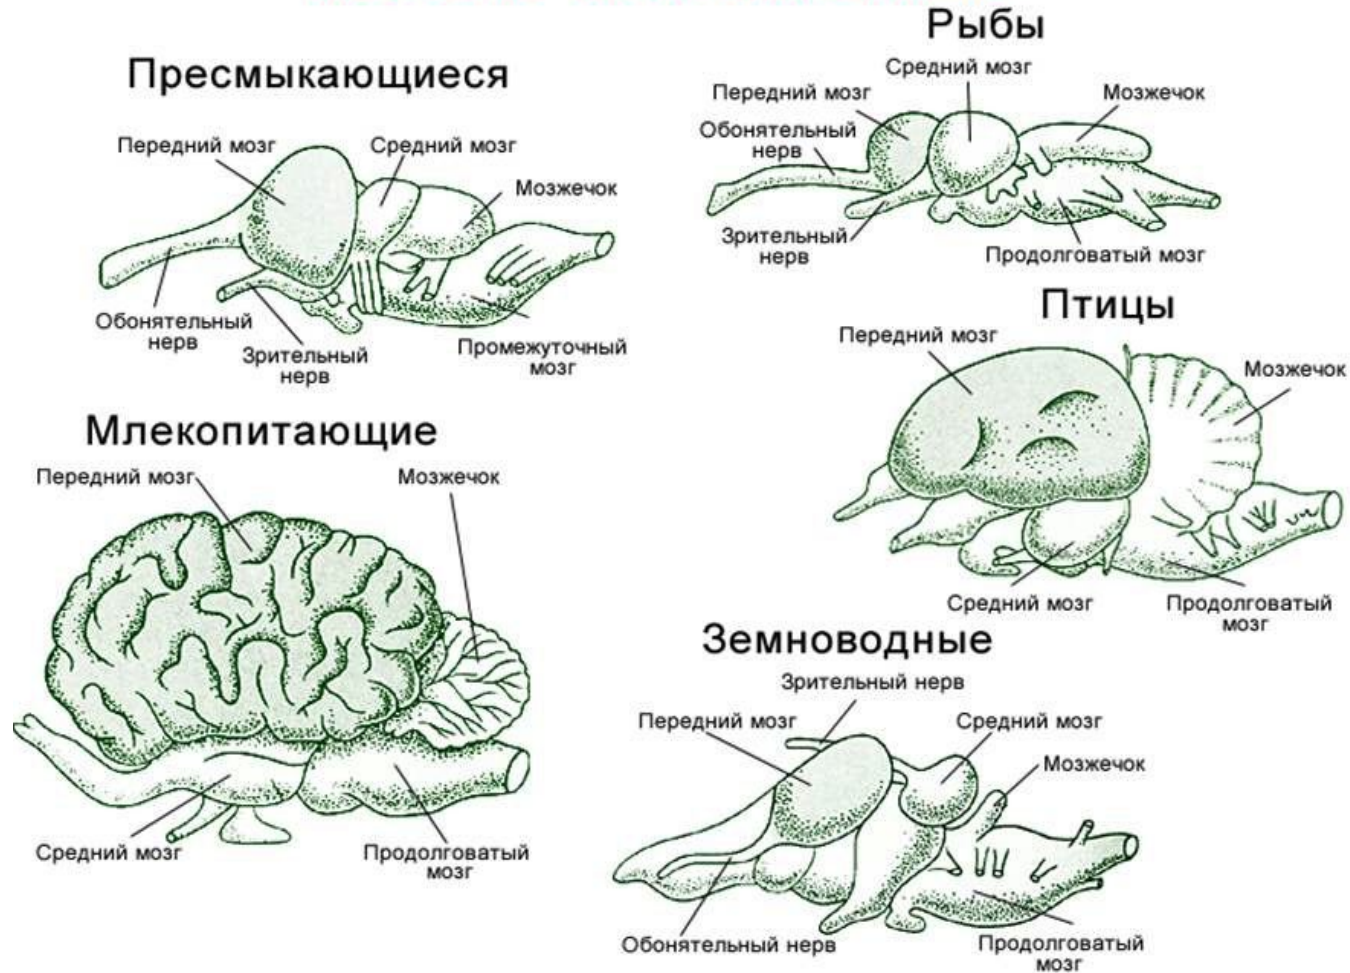 Пресмыкающиеся
Передний мозг
Средний мозг
Мозжечок
Обонятельный
нерв
Зрительный
нерв
Промежуточный
мозг
Рыбы
Средний мозг
Передний мозг
Мозжечок
Обонятельный
нерв
Зрительный
нерв
Продолговатый мозг
Птицы
Передний мозг
Мозжечок
Средний мозг
Продолговатый
мозг
Млекопитающие
Передний мозг
Мозжечок
Средний мозг
Продолговатый
мозг
Земноводные
Зрительный нерв
Передний мозг
Средний мозг
Мозжечок
Обонятельный нерв
Продолговатый
мозг